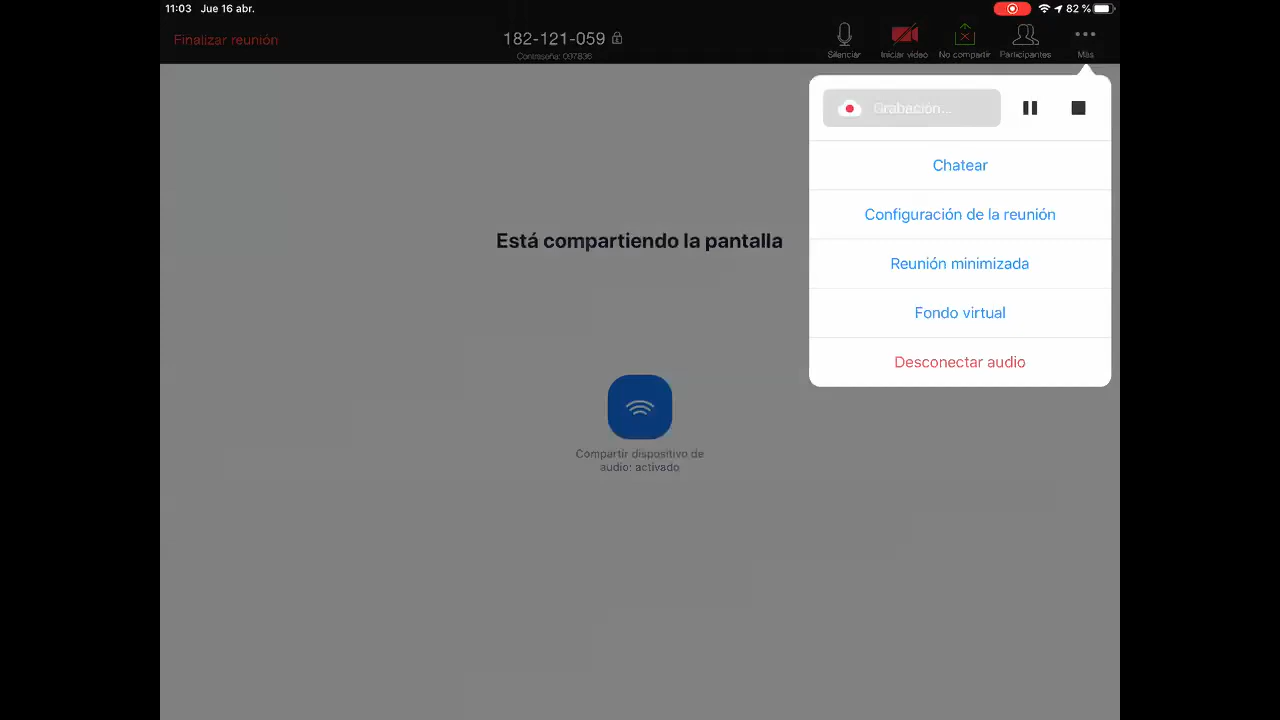 11:03 Jue 16 abr.
82 %
Finalizar reunión
182-121-059
Contraseña: 007836
Silenciar
Iniciar video
No compartir
Participantes
Más
Grabación...
Chatear
Configuración de la reunión
Reunión minimizada
Fondo virtual
Desconectar audio
Está compartiendo la pantalla
Compartir dispositivo de
audio: activado